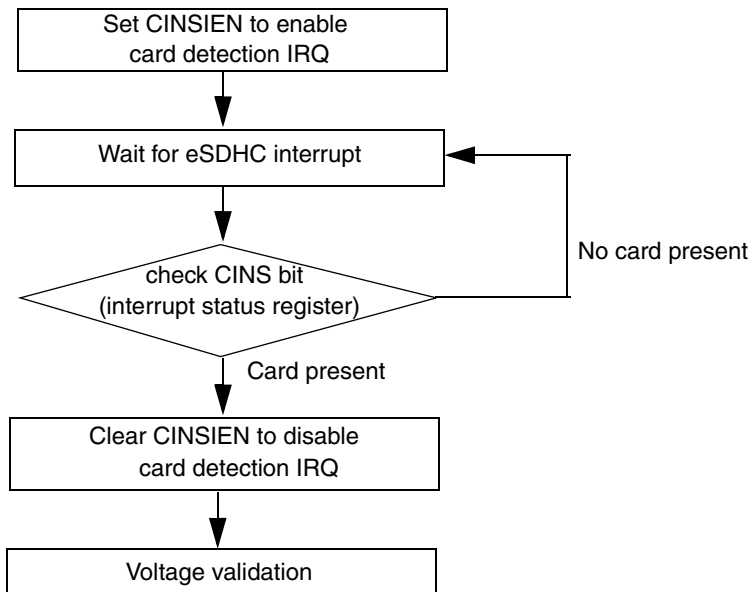 Set CINSIEN to enable
card detection IRQ
Wait for eSDHC interrupt
No card present
check CINS bit
(interrupt status register)
Card present
Clear CINSIEN to disable
card detection IRQ
Voltage validation